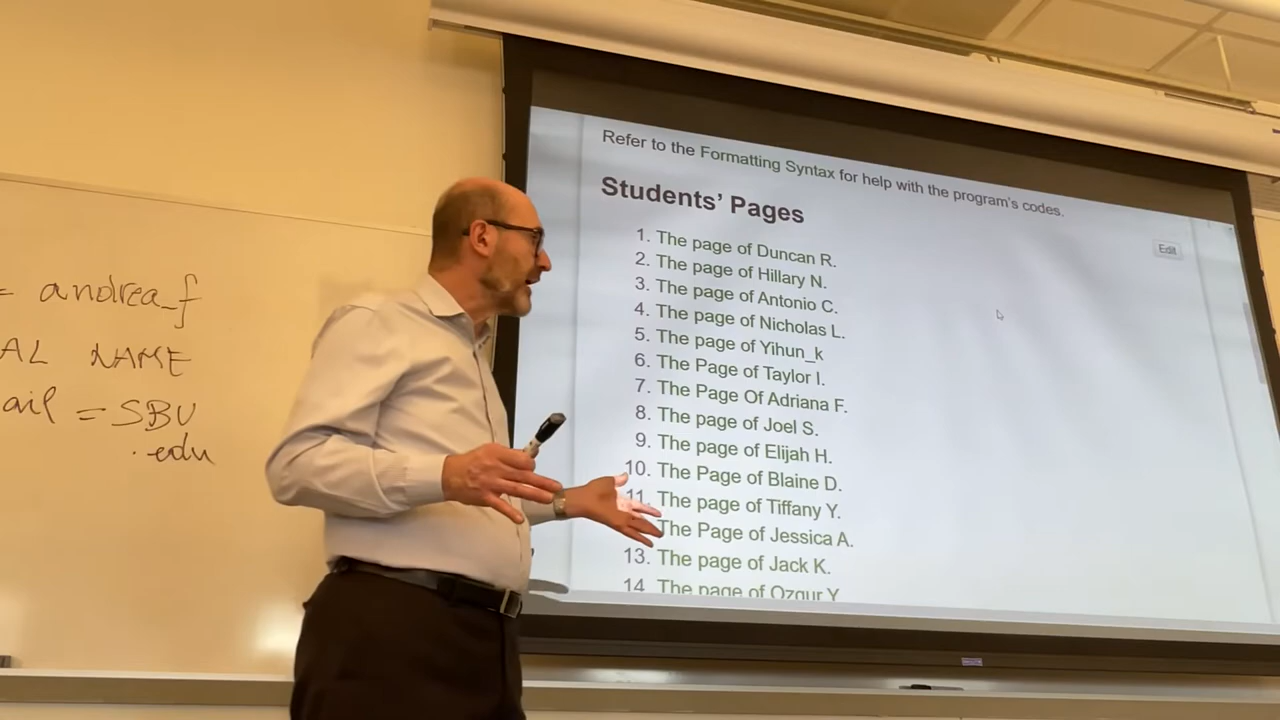 = andrea_f
AL NAME
ail = SBU
.edu
Refer to the Formatting Syntax for help with the program's codes.
Students' Pages
Edit
1. The page of Duncan R.
2. The page of Hillary N.
3. The page of Antonio C.
4. The page of Nicholas L.
5. The page of Yihun_k
6. The Page of Taylor I.
7. The Page Of Adriana F.
8. The page of Joel S.
9. The page of Elijah H.
10. The Page of Blaine D.
11. The page of Tiffany Y.
The Page of Jessica A.
13. The page of Jack K.
14 The page of Ozgur Y